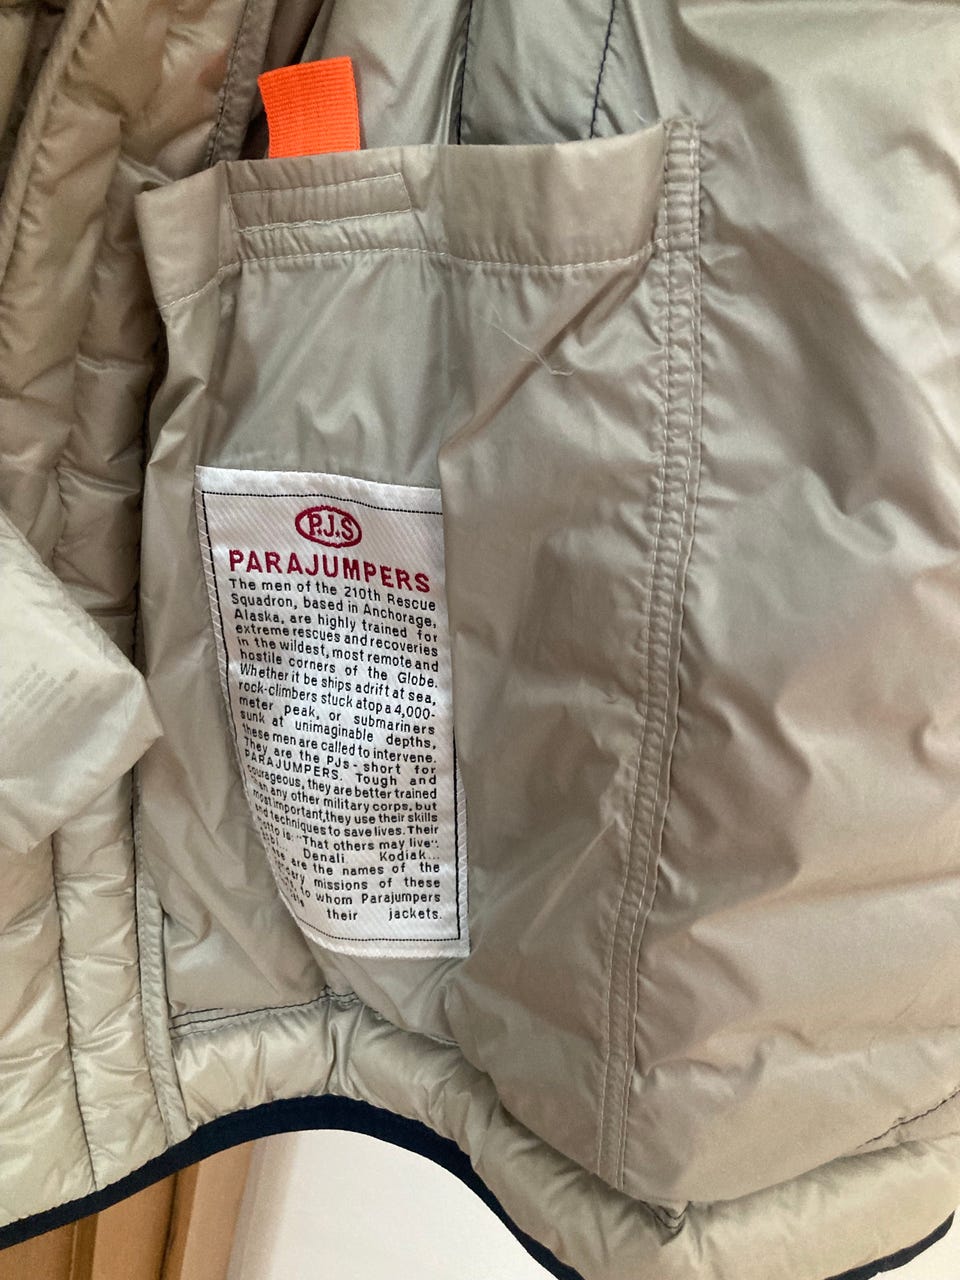 P.J.S
PARAJUMPERS
The men of the 210th Rescue
Squadron, based in Anchorage,
Alaska, are highly trained for
extreme rescues and recoveries
in the wildest, most remote and
hostile corners of the Globe.
Whether it be ships adrift at sea,
rock-climbers stuck atop a 4,000-
meter peak, or submariners
sunk at unimaginable depths,
these men are called to intervene.
They are the PJs - short for
PARAJUMPERS. Tough and
courageous, they are better trained
than any other military corps, but
most important, they use their skills
and techniques to save lives. Their
is: "That others may live".
Denali Kodiak...
are the names of the
missions of these
to whom Parajumpers
their jackets.